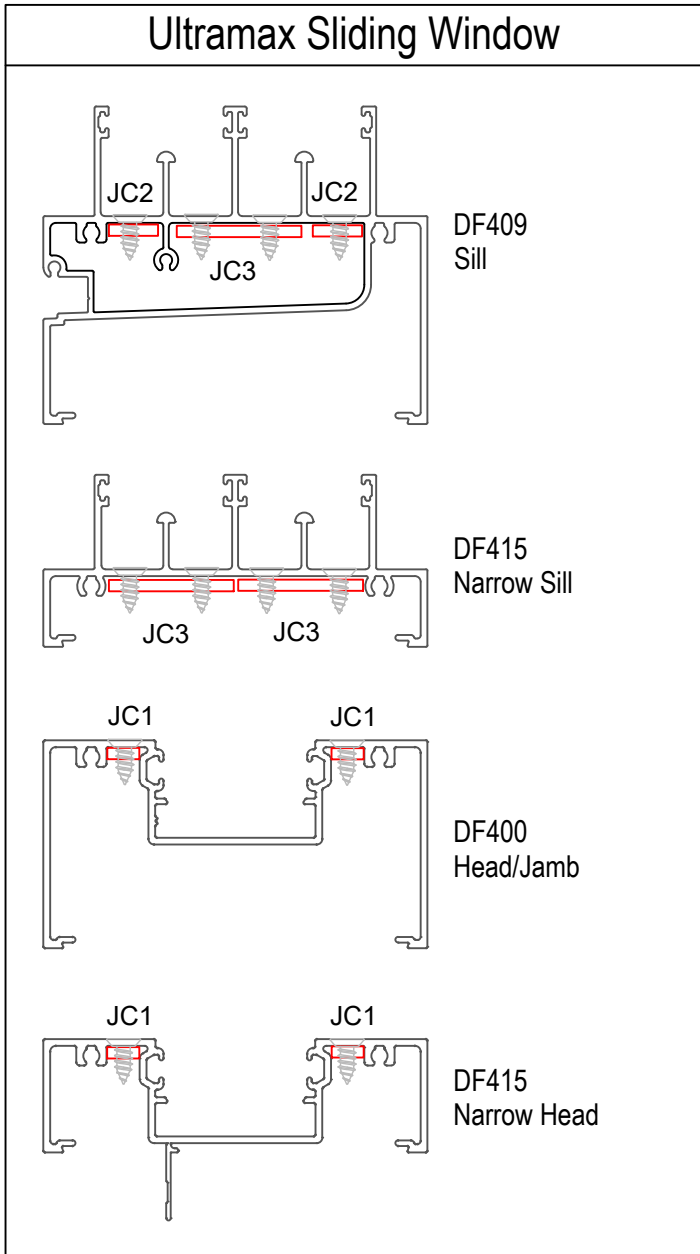 Ultramax Sliding Window
JC2
JC2
JC3
DF409
Sill
JC3
JC3
DF415
Narrow Sill
JC1
JC1
DF400
Head/Jamb
JC1
JC1
DF415
Narrow Head